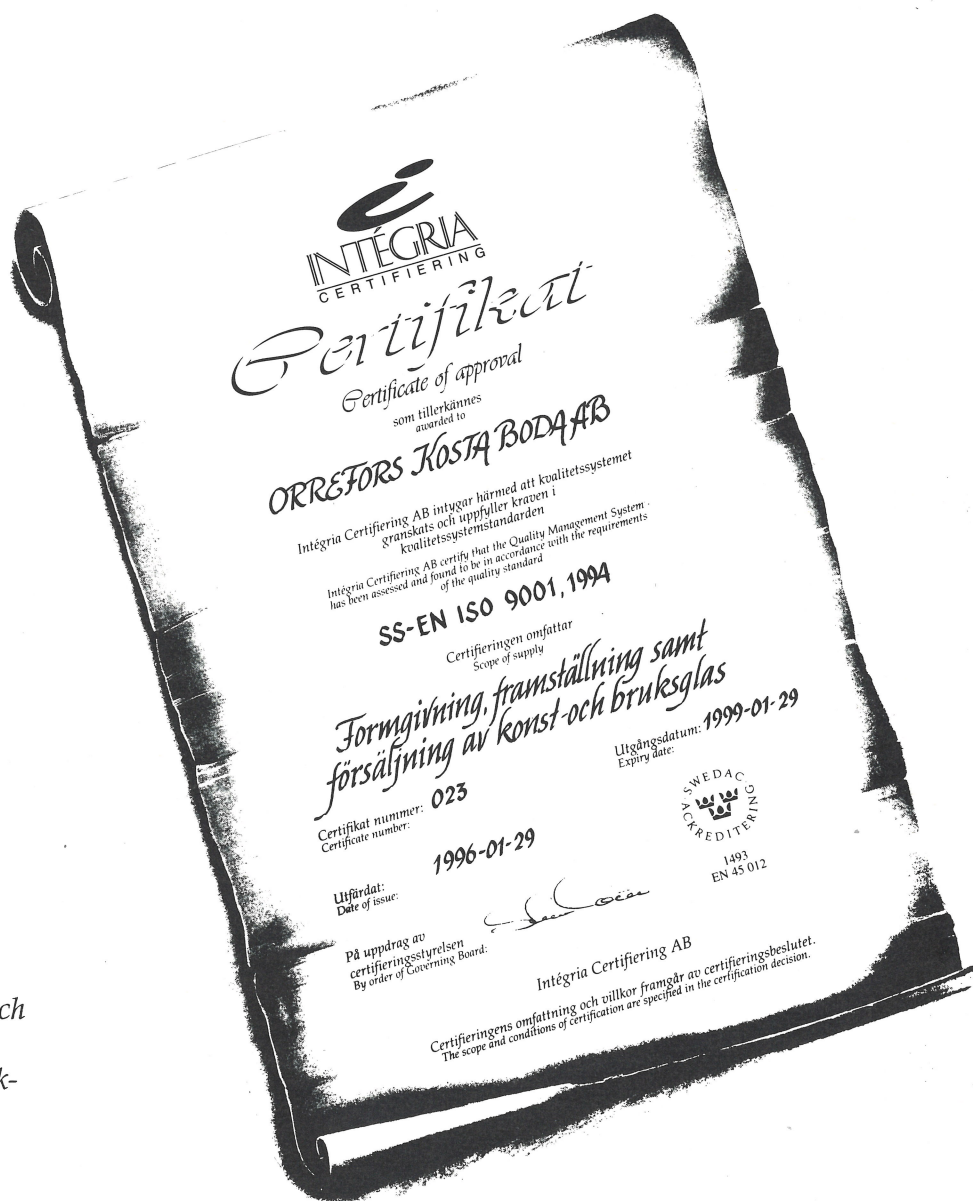 INTÉGRIA
CERTIFIERING
Certifikat
Certificate of approval
som tillerkännes
awarded to
ORREFORS KOSTA BODA AB
Intégria Certifiering AB intygar härmed att kvalitetssystemet
granskats och uppfyller kraven i
kvalitetssystemstandarden
Intégria Certifiering AB certify that the Quality Management System
has been assessed and found to be in accordance with the requirements
of the quality standard
SS-EN ISO 9001, 1994
Certifieringen omfattar
Scope of supply
Formgivning, framställning samt
försäljning av konst-och bruksglas
Utgångsdatum: 1999-01-29
Expiry date:
Certifikat nummer: 023
Certificate number:
SWEDAC
ACKREDITERING
1493
EN 45 012
1996-01-29
Utfärdat:
Date of issue:
På uppdrag av
certifieringsstyrelsen
By order of Governing Board:
Intégria Certifiering AB
Certifieringens omfattning och villkor framgår av certifieringsbeslutet.
The scope and conditions of certification are specified in the certification decision.
ch
k-